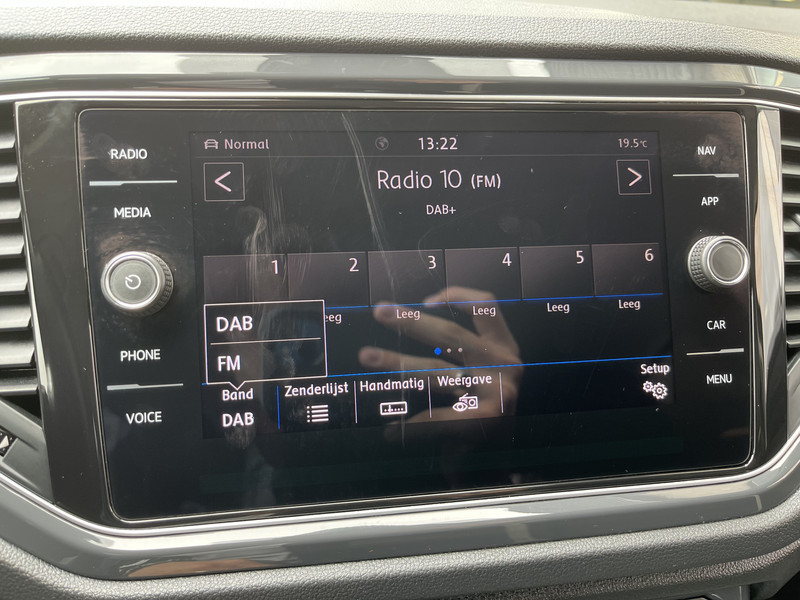 RADIO
MEDIA
PHONE
VOICE
Normal
13:22
19.5°C
Radio 10 (FM)
DAB+
1
2
3
4
5
6
Leeg
Leeg
Leeg
Leeg
DAB
FM
Band
DAB
Zenderlijst
Handmatig
Weergave
Setup
NAV
APP
CAR
MENU